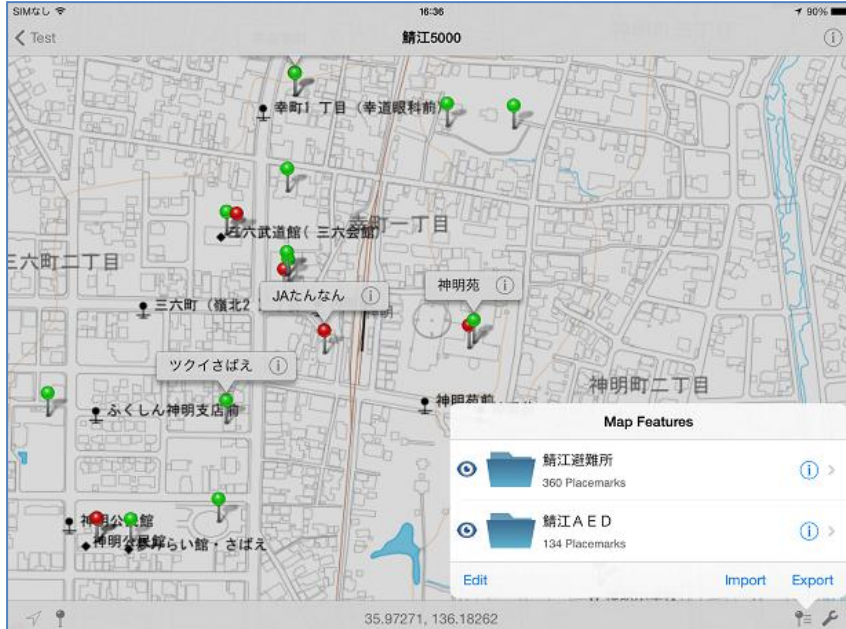 SIMなし
16:36
90%
Test
鯖江5000
幸町1 丁目 (幸道眼科前)
三六武道館( 三六会館)
幸町一丁目
三六町二丁目
神明苑
JAたんなん
三六町 (嶺北2
神明
ツクイさばえ
神明町二丁目
神明苑前
ふくしん神明支店前
Map Features
鯖江避難所
360 Placemarks
鯖江ＡＥＤ
134 Placemarks
神明公民館
神明公民館
夢みらい館・さばえ
Edit
Import
Export
35.97271, 136.18262